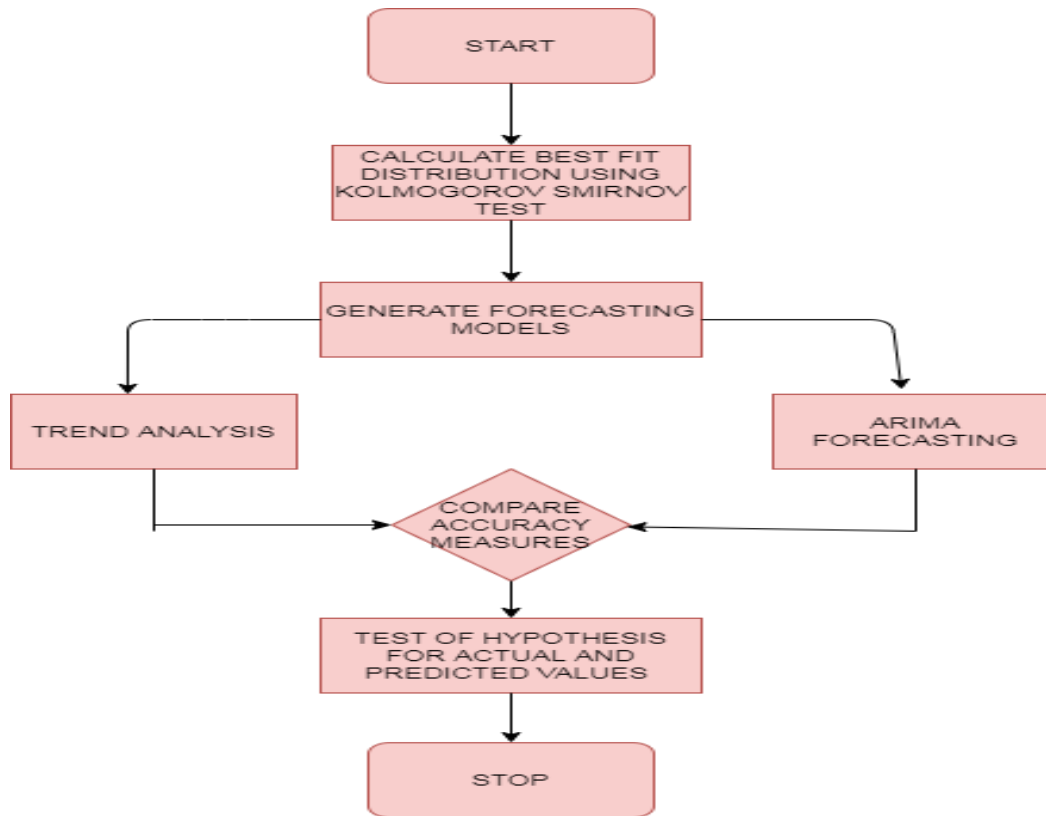 START
CALCULATE BEST FIT
DISTRIBUTION USING
KOLMOGOROV SMIRNOV
TEST
GENERATE FORECASTING
MODELS
TREND ANALYSIS
ARIMA
FORECASTING
COMPARE
ACCURACY
MEASURES
TEST OF HYPOTHESIS
FOR ACTUAL AND
PREDICTED VALUES
STOP